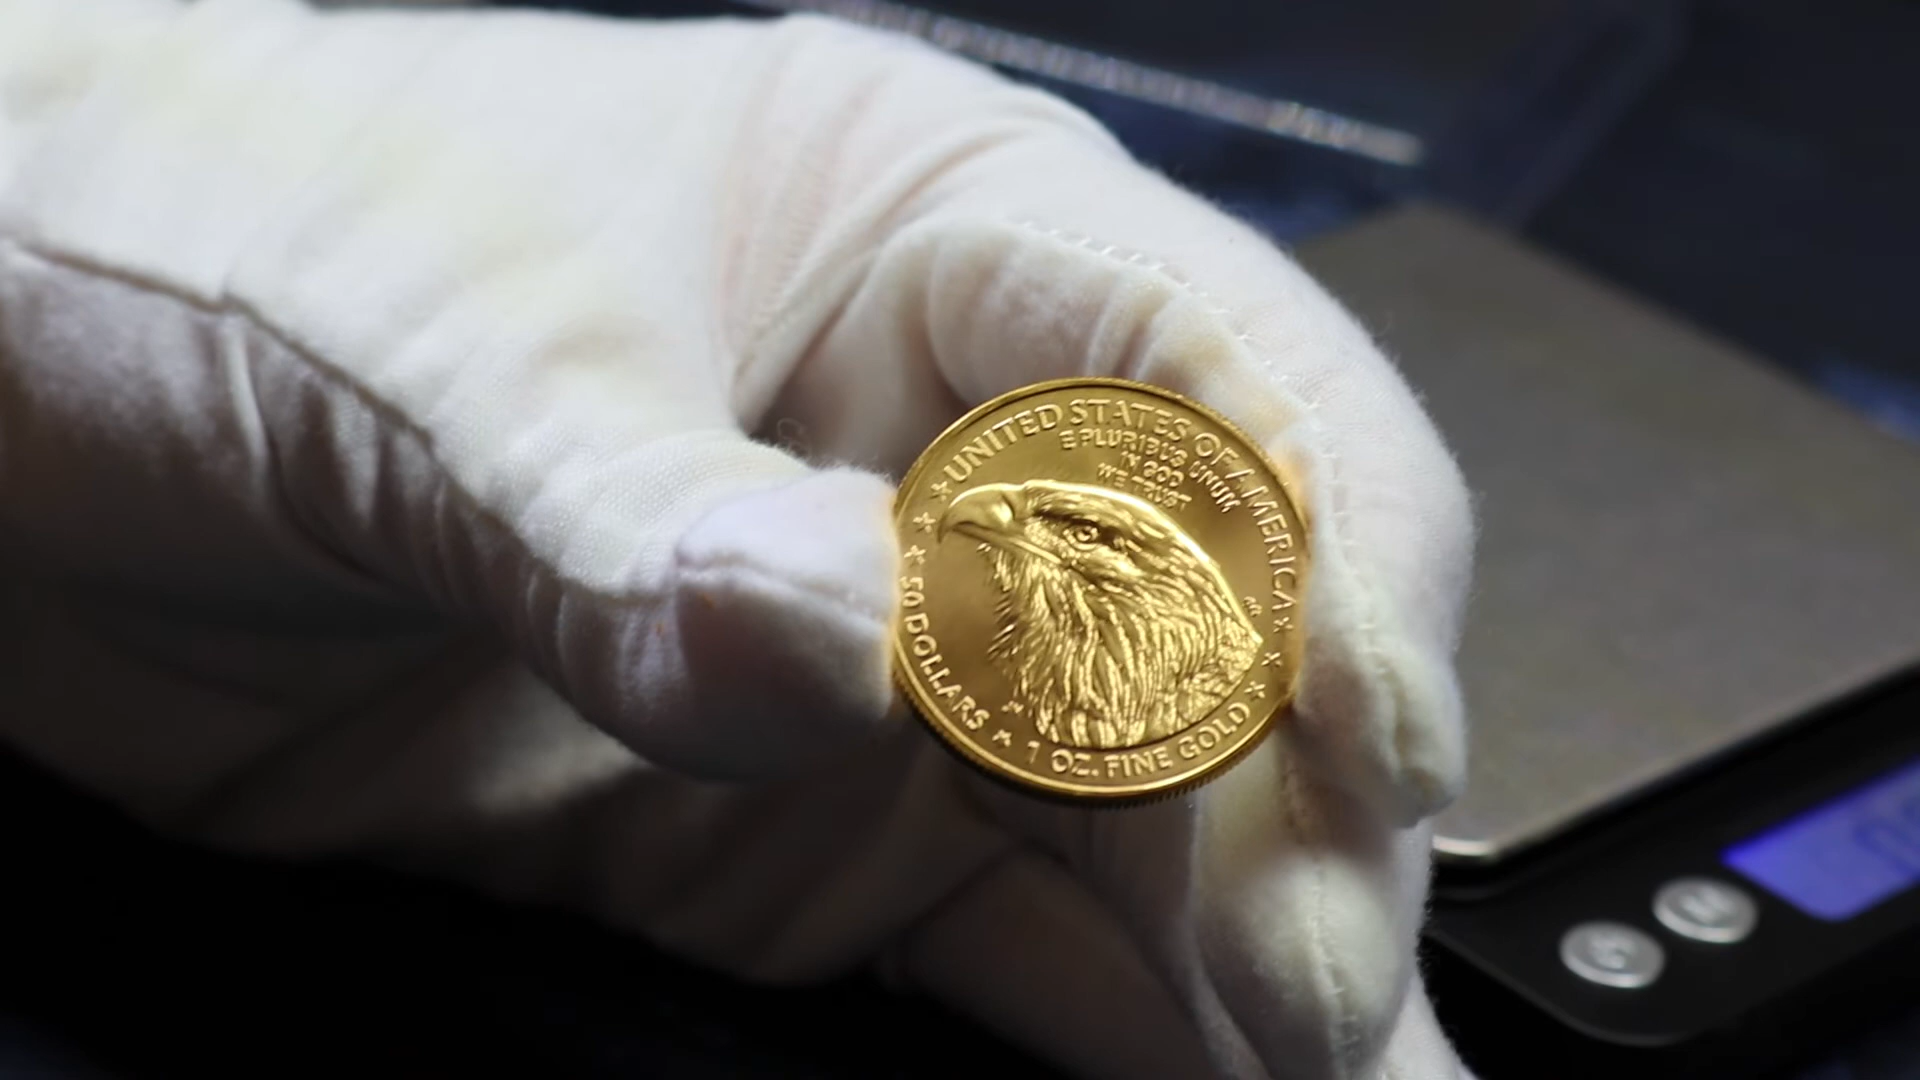 UNITED STATES OF AMERICA
E PLURIBUS UNUM
IN GOD
WE TRUST
50 DOLLARS
1 OZ. FINE GOLD